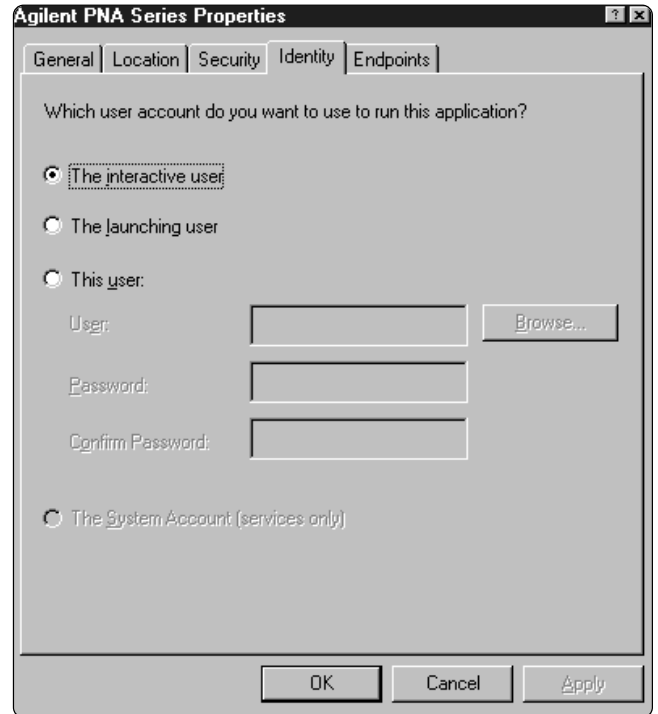 Agilent PNA Series Properties
General Location Security Identity Endpoints
Which user account do you want to use to run this application?
The interactive user
The launching user
This user:
User:
Browse...
Password:
Confirm Password:
The System Account (services only)
OK Cancel Apply